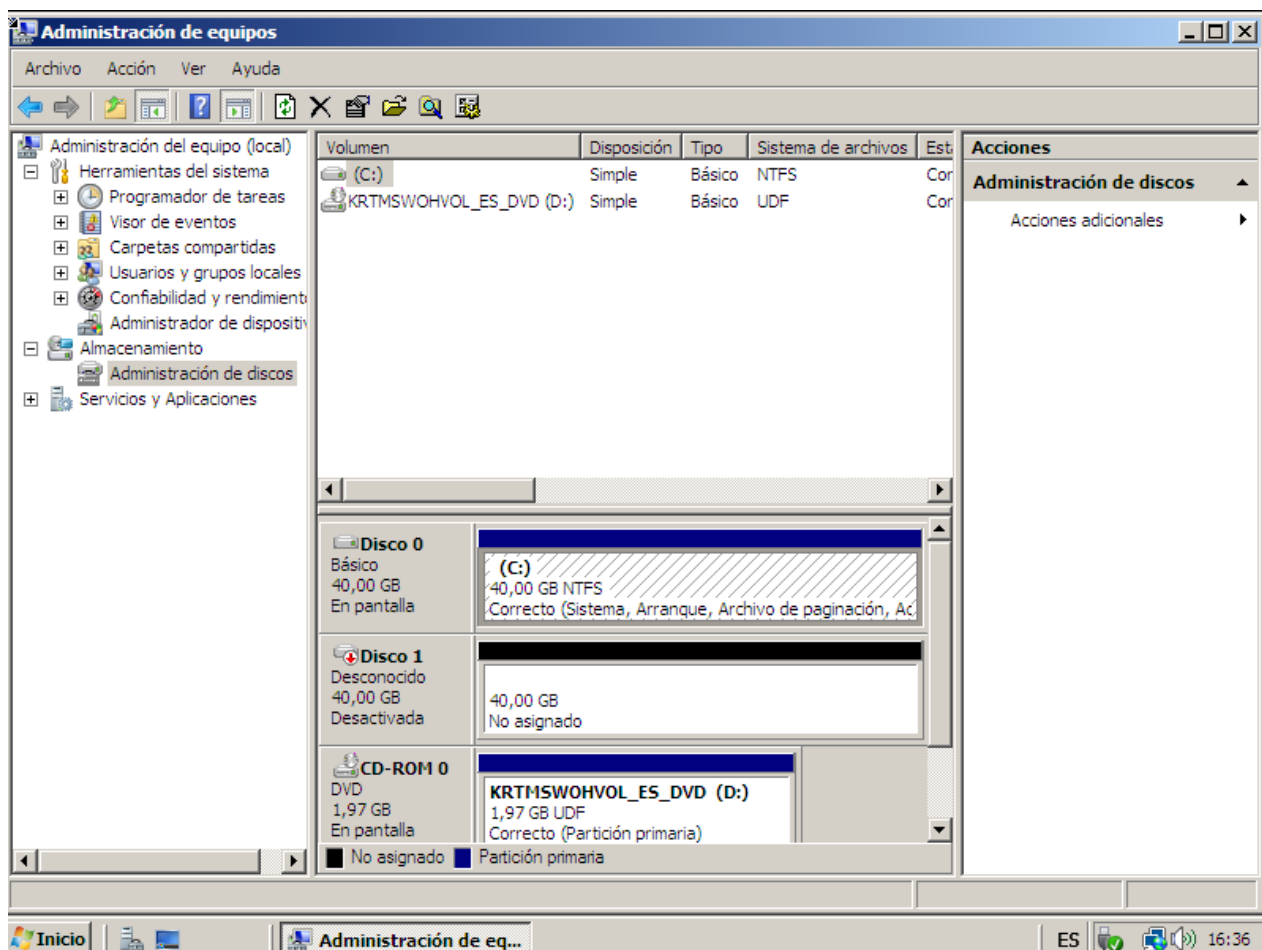 Administración de equipos
Archivo Acción Ver Ayuda
Administración del equipo (local)
Herramientas del sistema
Programador de tareas
Visor de eventos
Carpetas compartidas
Usuarios y grupos locales
Confiabilidad y rendimient
Administrador de dispositiv
Almacenamiento
Administración de discos
Servicios y Aplicaciones
Volumen Disposición Tipo Sistema de archivos Est
(C:) Simple Básico NTFS Cor
KRTMSWOHVOL_ES_DVD (D:) Simple Básico UDF Cor
Disco 0
Básico
40,00 GB
En pantalla
(C:)
40,00 GB NTFS
Correcto (Sistema, Arranque, Archivo de paginación, Ac
Disco 1
Desconocido
40,00 GB
Desactivada
40,00 GB
No asignado
CD-ROM 0
DVD
1,97 GB
En pantalla
KRTMSWOHVOL_ES_DVD (D:)
1,97 GB UDF
Correcto (Partición primaria)
No asignado Partición primaria
Acciones
Administración de discos
Acciones adicionales
Inicio Administración de eq... ES 16:36